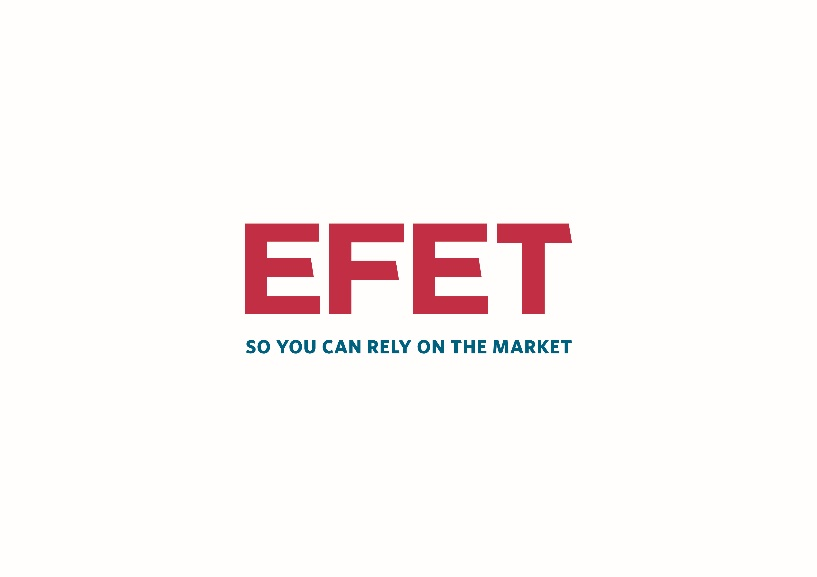 EFET
SO YOU CAN RELY ON THE MARKET